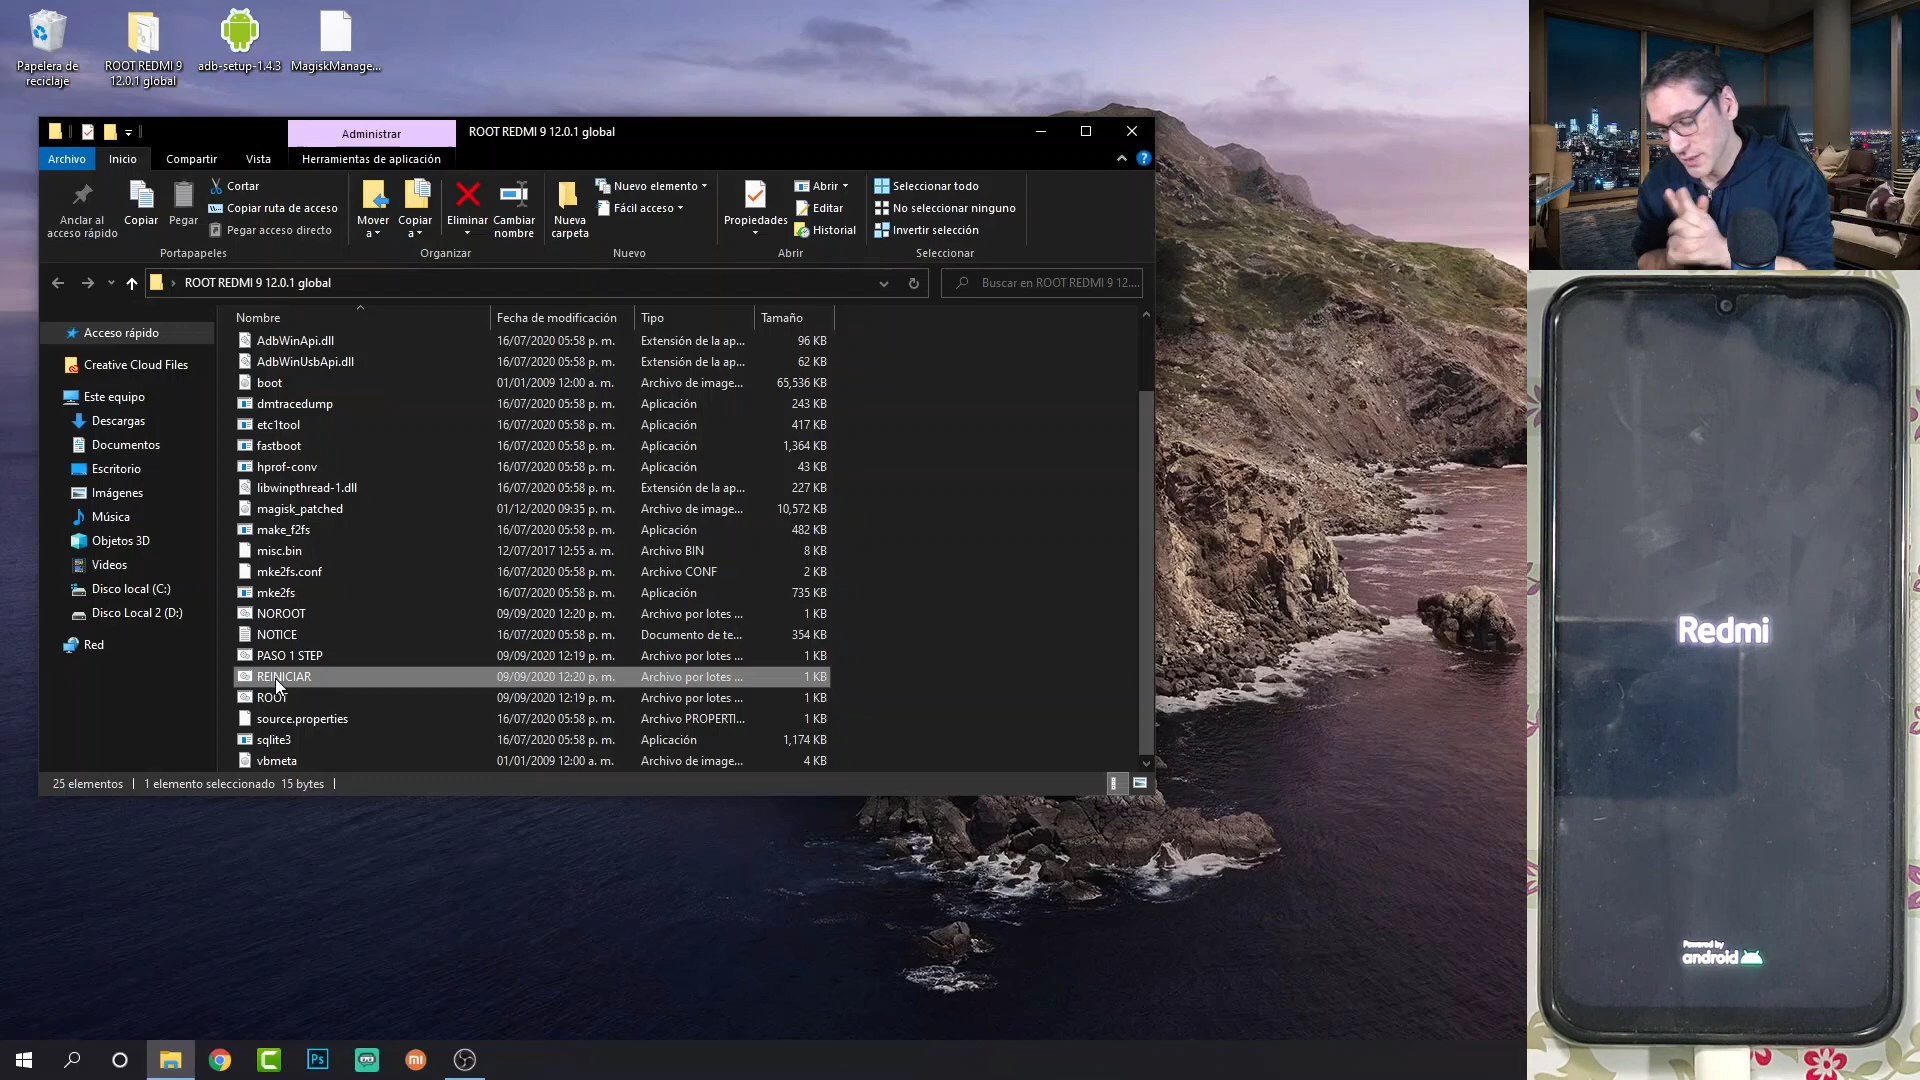 Papelera de
reciclaje
ROOT REDMI 9
12.0.1 global
adb-setup-1.4.3
MagiskManage...
Administrar
ROOT REDMI 9 12.0.1 global
Archivo
Inicio
Compartir
Vista
Herramientas de aplicación
Anclar al
acceso rápido
Copiar
Pegar
Cortar
Copiar ruta de acceso
Pegar acceso directo
Portapapeles
Mover
a
Copiar
a
Eliminar
Cambiar
nombre
Organizar
Nueva
carpeta
Nuevo elemento
Fácil acceso
Nuevo
Propiedades
Abrir
Editar
Historial
Abrir
Seleccionar todo
No seleccionar ninguno
Invertir selección
Seleccionar
ROOT REDMI 9 12.0.1 global
Buscar en ROOT REDMI 9 12....
Acceso rápido
Creative Cloud Files
Este equipo
Descargas
Documentos
Escritorio
Imágenes
Música
Objetos 3D
Videos
Disco local (C:)
Disco Local 2 (D:)
Red
Nombre Fecha de modificación Tipo Tamaño
AdbWinApi.dll 16/07/2020 05:58 p. m. Extensión de la ap... 96 KB
AdbWinUsbApi.dll 16/07/2020 05:58 p. m. Extensión de la ap... 62 KB
boot 01/01/2009 12:00 a. m. Archivo de image... 65,536 KB
dmtracedump 16/07/2020 05:58 p. m. Aplicación 243 KB
etc1tool 16/07/2020 05:58 p. m. Aplicación 417 KB
fastboot 16/07/2020 05:58 p. m. Aplicación 1,364 KB
hprof-conv 16/07/2020 05:58 p. m. Aplicación 43 KB
libwinpthread-1.dll 16/07/2020 05:58 p. m. Extensión de la ap... 227 KB
magisk_patched 01/12/2020 09:35 p. m. Archivo de image... 10,572 KB
make_f2fs 16/07/2020 05:58 p. m. Aplicación 482 KB
misc.bin 12/07/2017 12:55 a. m. Archivo BIN 8 KB
mke2fs.conf 16/07/2020 05:58 p. m. Archivo CONF 2 KB
mke2fs 16/07/2020 05:58 p. m. Aplicación 735 KB
NOROOT 09/09/2020 12:20 p. m. Archivo por lotes ... 1 KB
NOTICE 16/07/2020 05:58 p. m. Documento de te... 354 KB
PASO 1 STEP 09/09/2020 12:19 p. m. Archivo por lotes ... 1 KB
REINICIAR 09/09/2020 12:20 p. m. Archivo por lotes ... 1 KB
ROOT 09/09/2020 12:19 p. m. Archivo por lotes ... 1 KB
source.properties 16/07/2020 05:58 p. m. Archivo PROPERTI... 1 KB
sqlite3 16/07/2020 05:58 p. m. Aplicación 1,174 KB
vbmeta 01/01/2009 12:00 a. m. Archivo de image... 4 KB
25 elementos
1 elemento seleccionado 15 bytes
Ps
Redmi
Powered by
android